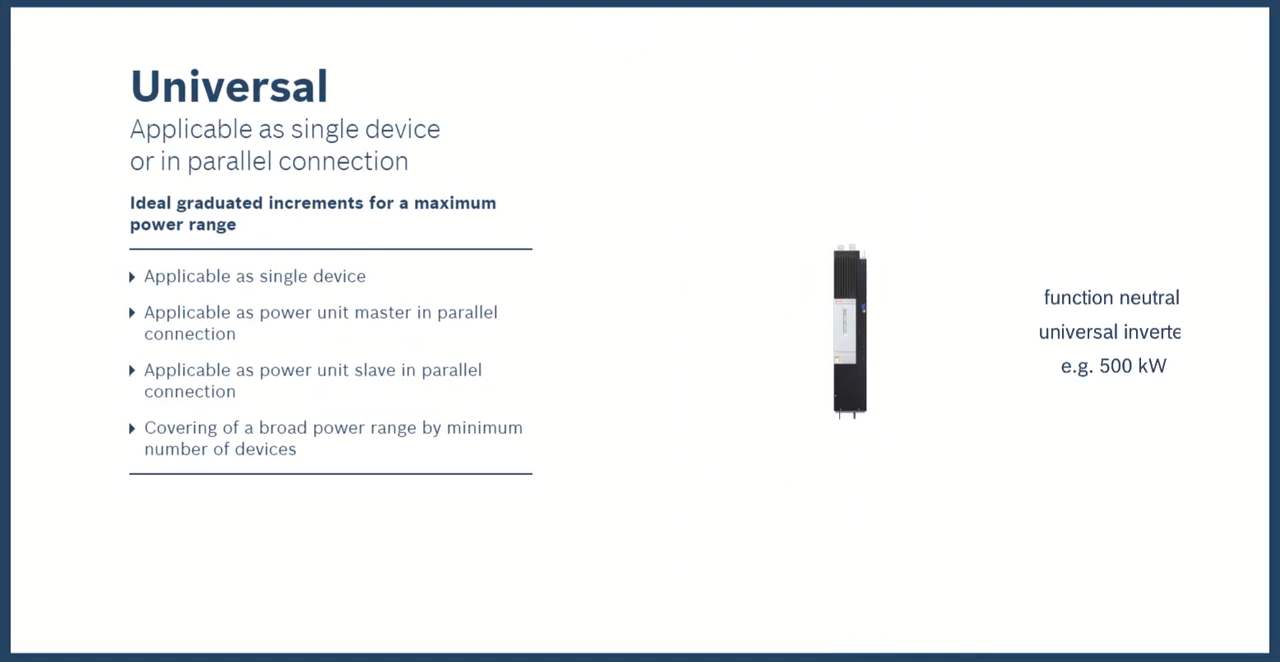 Universal
Applicable as single device
or in parallel connection
Ideal graduated increments for a maximum
power range
Applicable as single device
Applicable as power unit master in parallel
connection
Applicable as power unit slave in parallel
connection
Covering of a broad power range by minimum
number of devices
function neutral
universal inverte
e.g. 500 kW